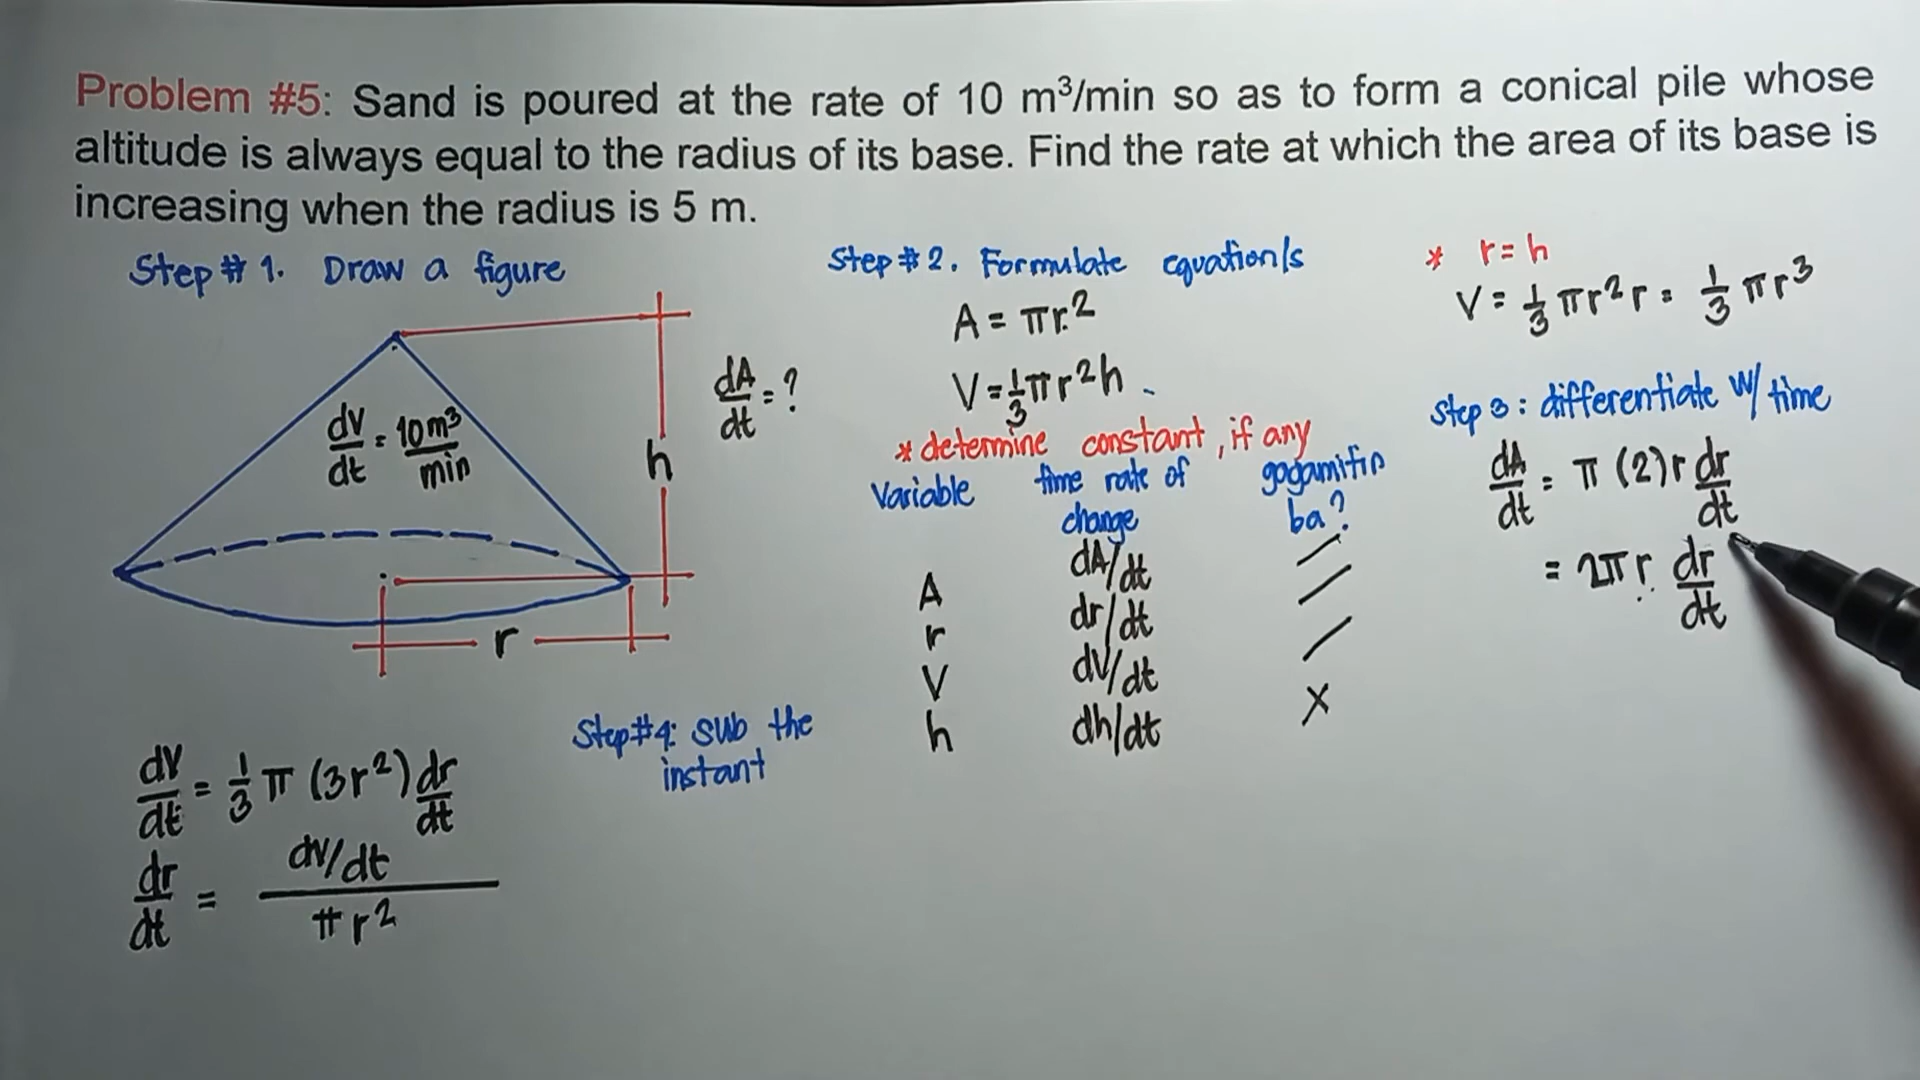 Problem #5: Sand is poured at the rate of 10 m³/min so as to form a conical pile whose
altitude is always equal to the radius of its base. Find the rate at which the area of its base is
increasing when the radius is 5 m.
Step # 1. Draw a figure
dV/dt = 10m³/min
h
r
dA/dt = ?
Step # 2. Formulate equation/s
A = πr²
V = 1/3 πr²h
* determine constant, if any
Variable time rate of change gagamitin ba?
A dA/dt /
r dr/dt /
V dV/dt /
h dh/dt x
* r = h
V = 1/3 πr²r = 1/3 πr³
Step 3: differentiate w/ time
dA/dt = π (2)r dr/dt
= 2πr dr/dt
dV/dt = 1/3 π (3r²) dr/dt
dr/dt = dV/dt / πr²
Step#4: sub the
instant